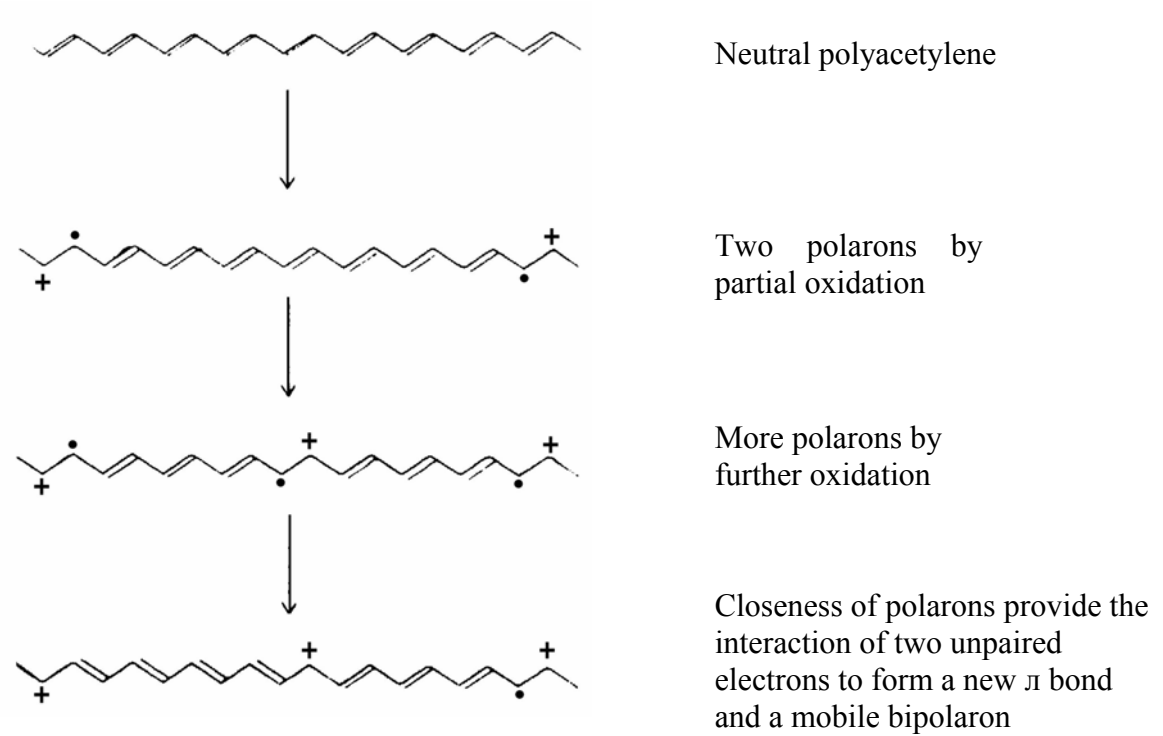 Neutral polyacetylene
+
Two polarons by
+
partial oxidation
+
More polarons by
+
+
further oxidation
Closeness of polarons provide the
interaction of two unpaired
+
+
electrons to form a new л bond
+
and a mobile bipolaron